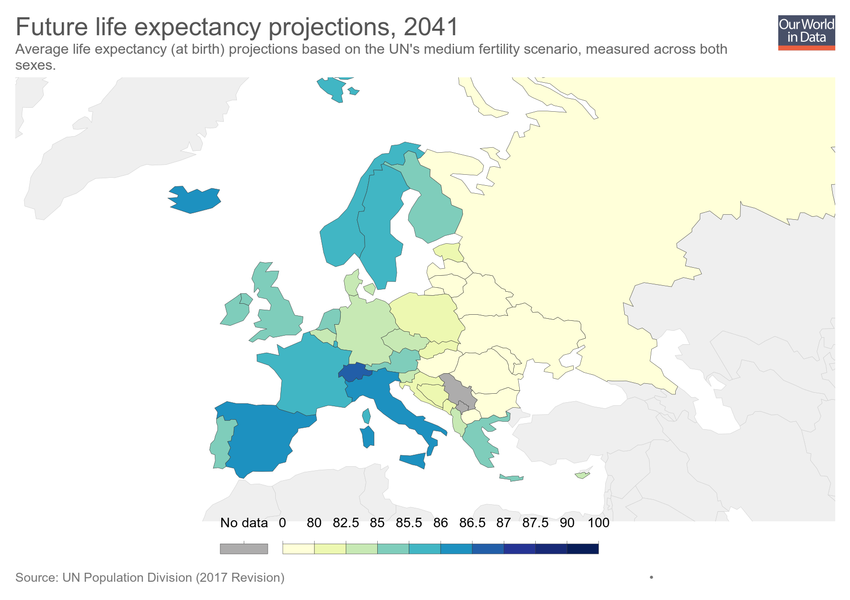 Future life expectancy projections, 2041
Average life expectancy (at birth) projections based on the UN's medium fertility scenario, measured across both
sexes.
Our World
in Data
No data 0 80 82.5 85 85.5 86 86.5 87 87.5 90 100
Source: UN Population Division (2017 Revision)